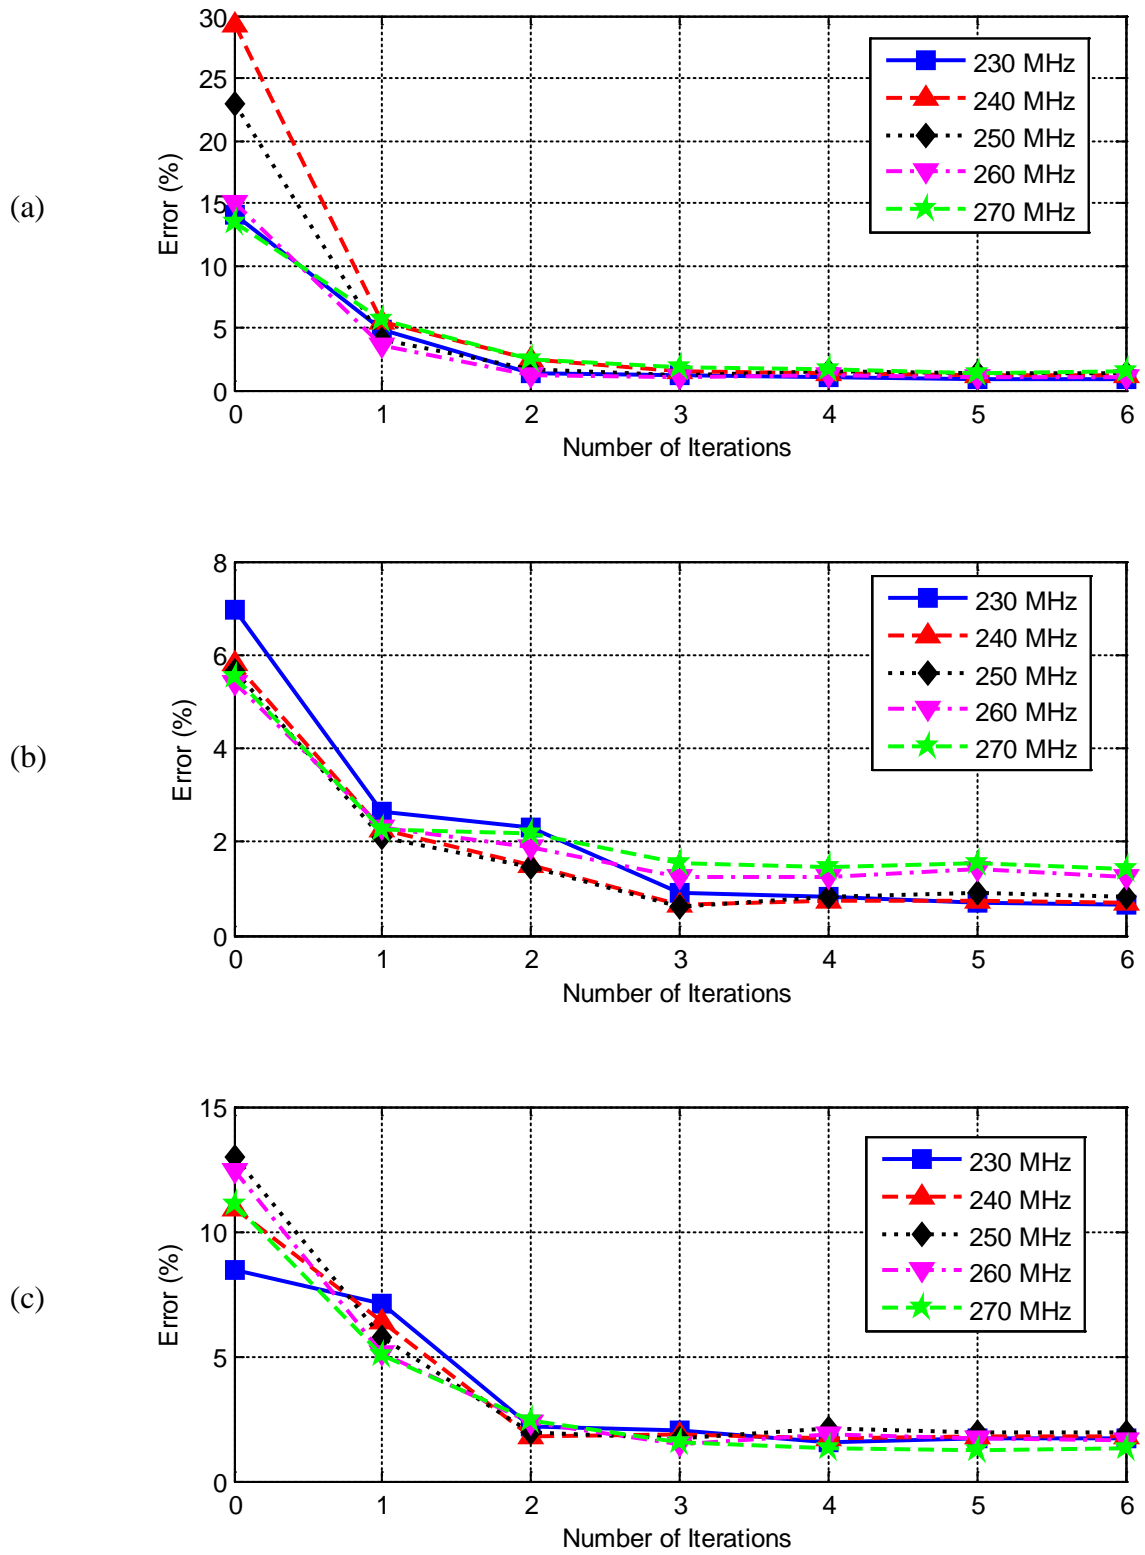 (a)
Error (%)
30
25
20
15
10
5
0
0 1 2 3 4 5 6
Number of Iterations
230 MHz
240 MHz
250 MHz
260 MHz
270 MHz
(b)
Error (%)
8
6
4
2
0
0 1 2 3 4 5 6
Number of Iterations
230 MHz
240 MHz
250 MHz
260 MHz
270 MHz
(c)
Error (%)
15
10
5
0
0 1 2 3 4 5 6
Number of Iterations
230 MHz
240 MHz
250 MHz
260 MHz
270 MHz